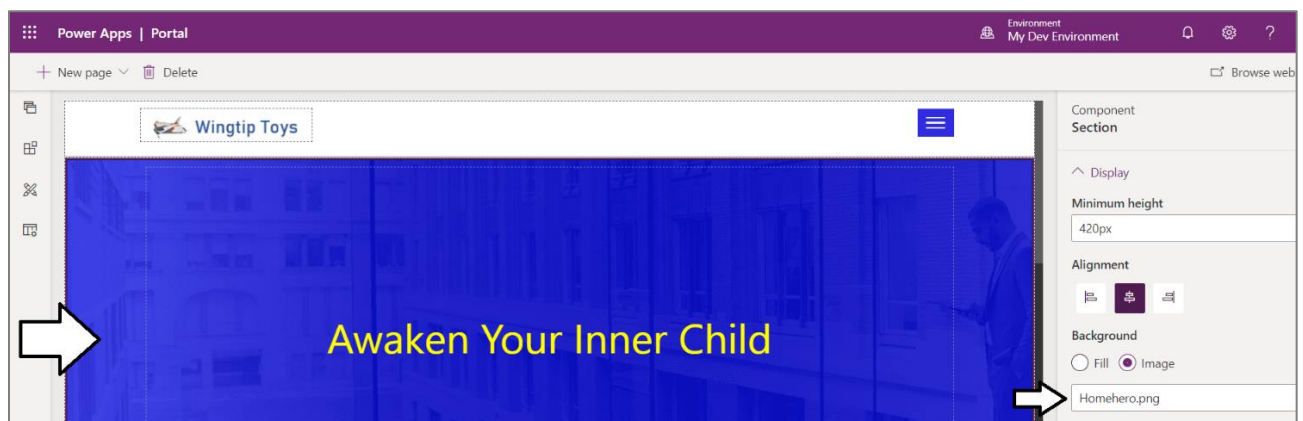 Power Apps | Portal
Environment
My Dev Environment
?
New page
Delete
Browse web
Wingtip Toys
Component
Section
Display
Minimum height
420px
Alignment
Background
Fill
Image
Homehero.png
Awaken Your Inner Child